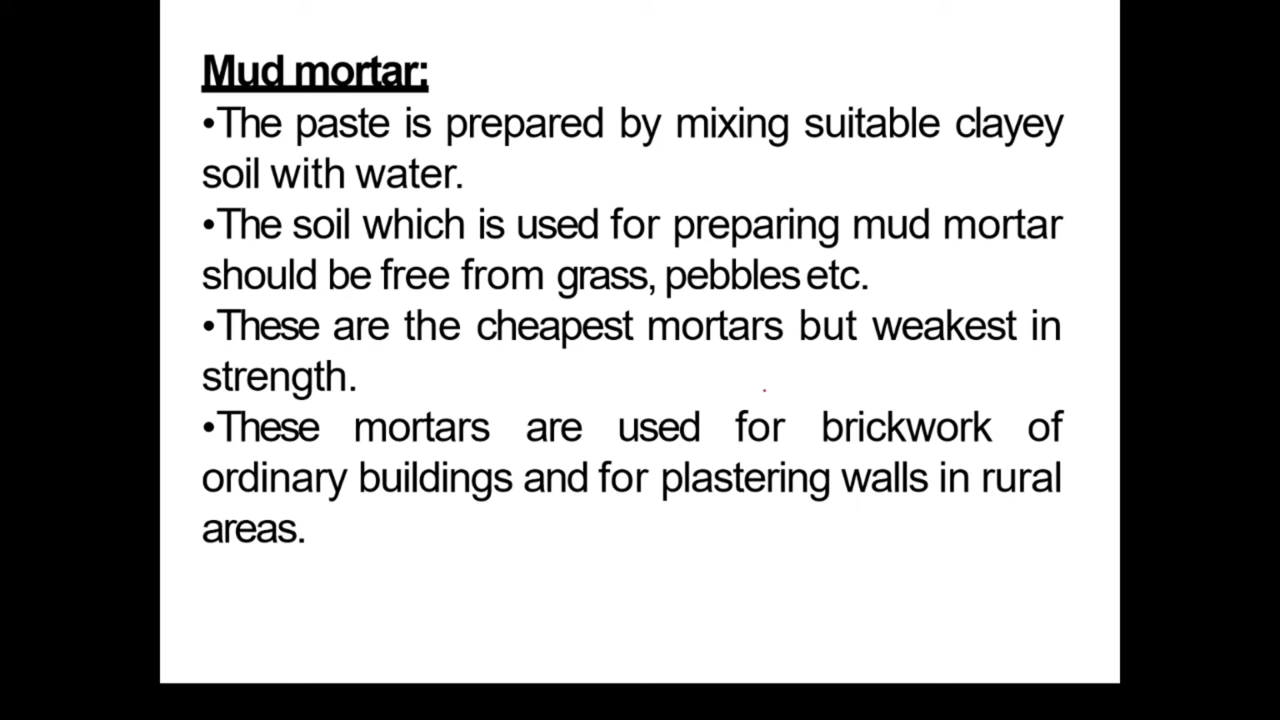 Mud mortar:
•The paste is prepared by mixing suitable clayey
soil with water.
•The soil which is used for preparing mud mortar
should be free from grass, pebbles etc.
•These are the cheapest mortars but weakest in
strength.
•These mortars are used for brickwork of
ordinary buildings and for plastering walls in rural
areas.